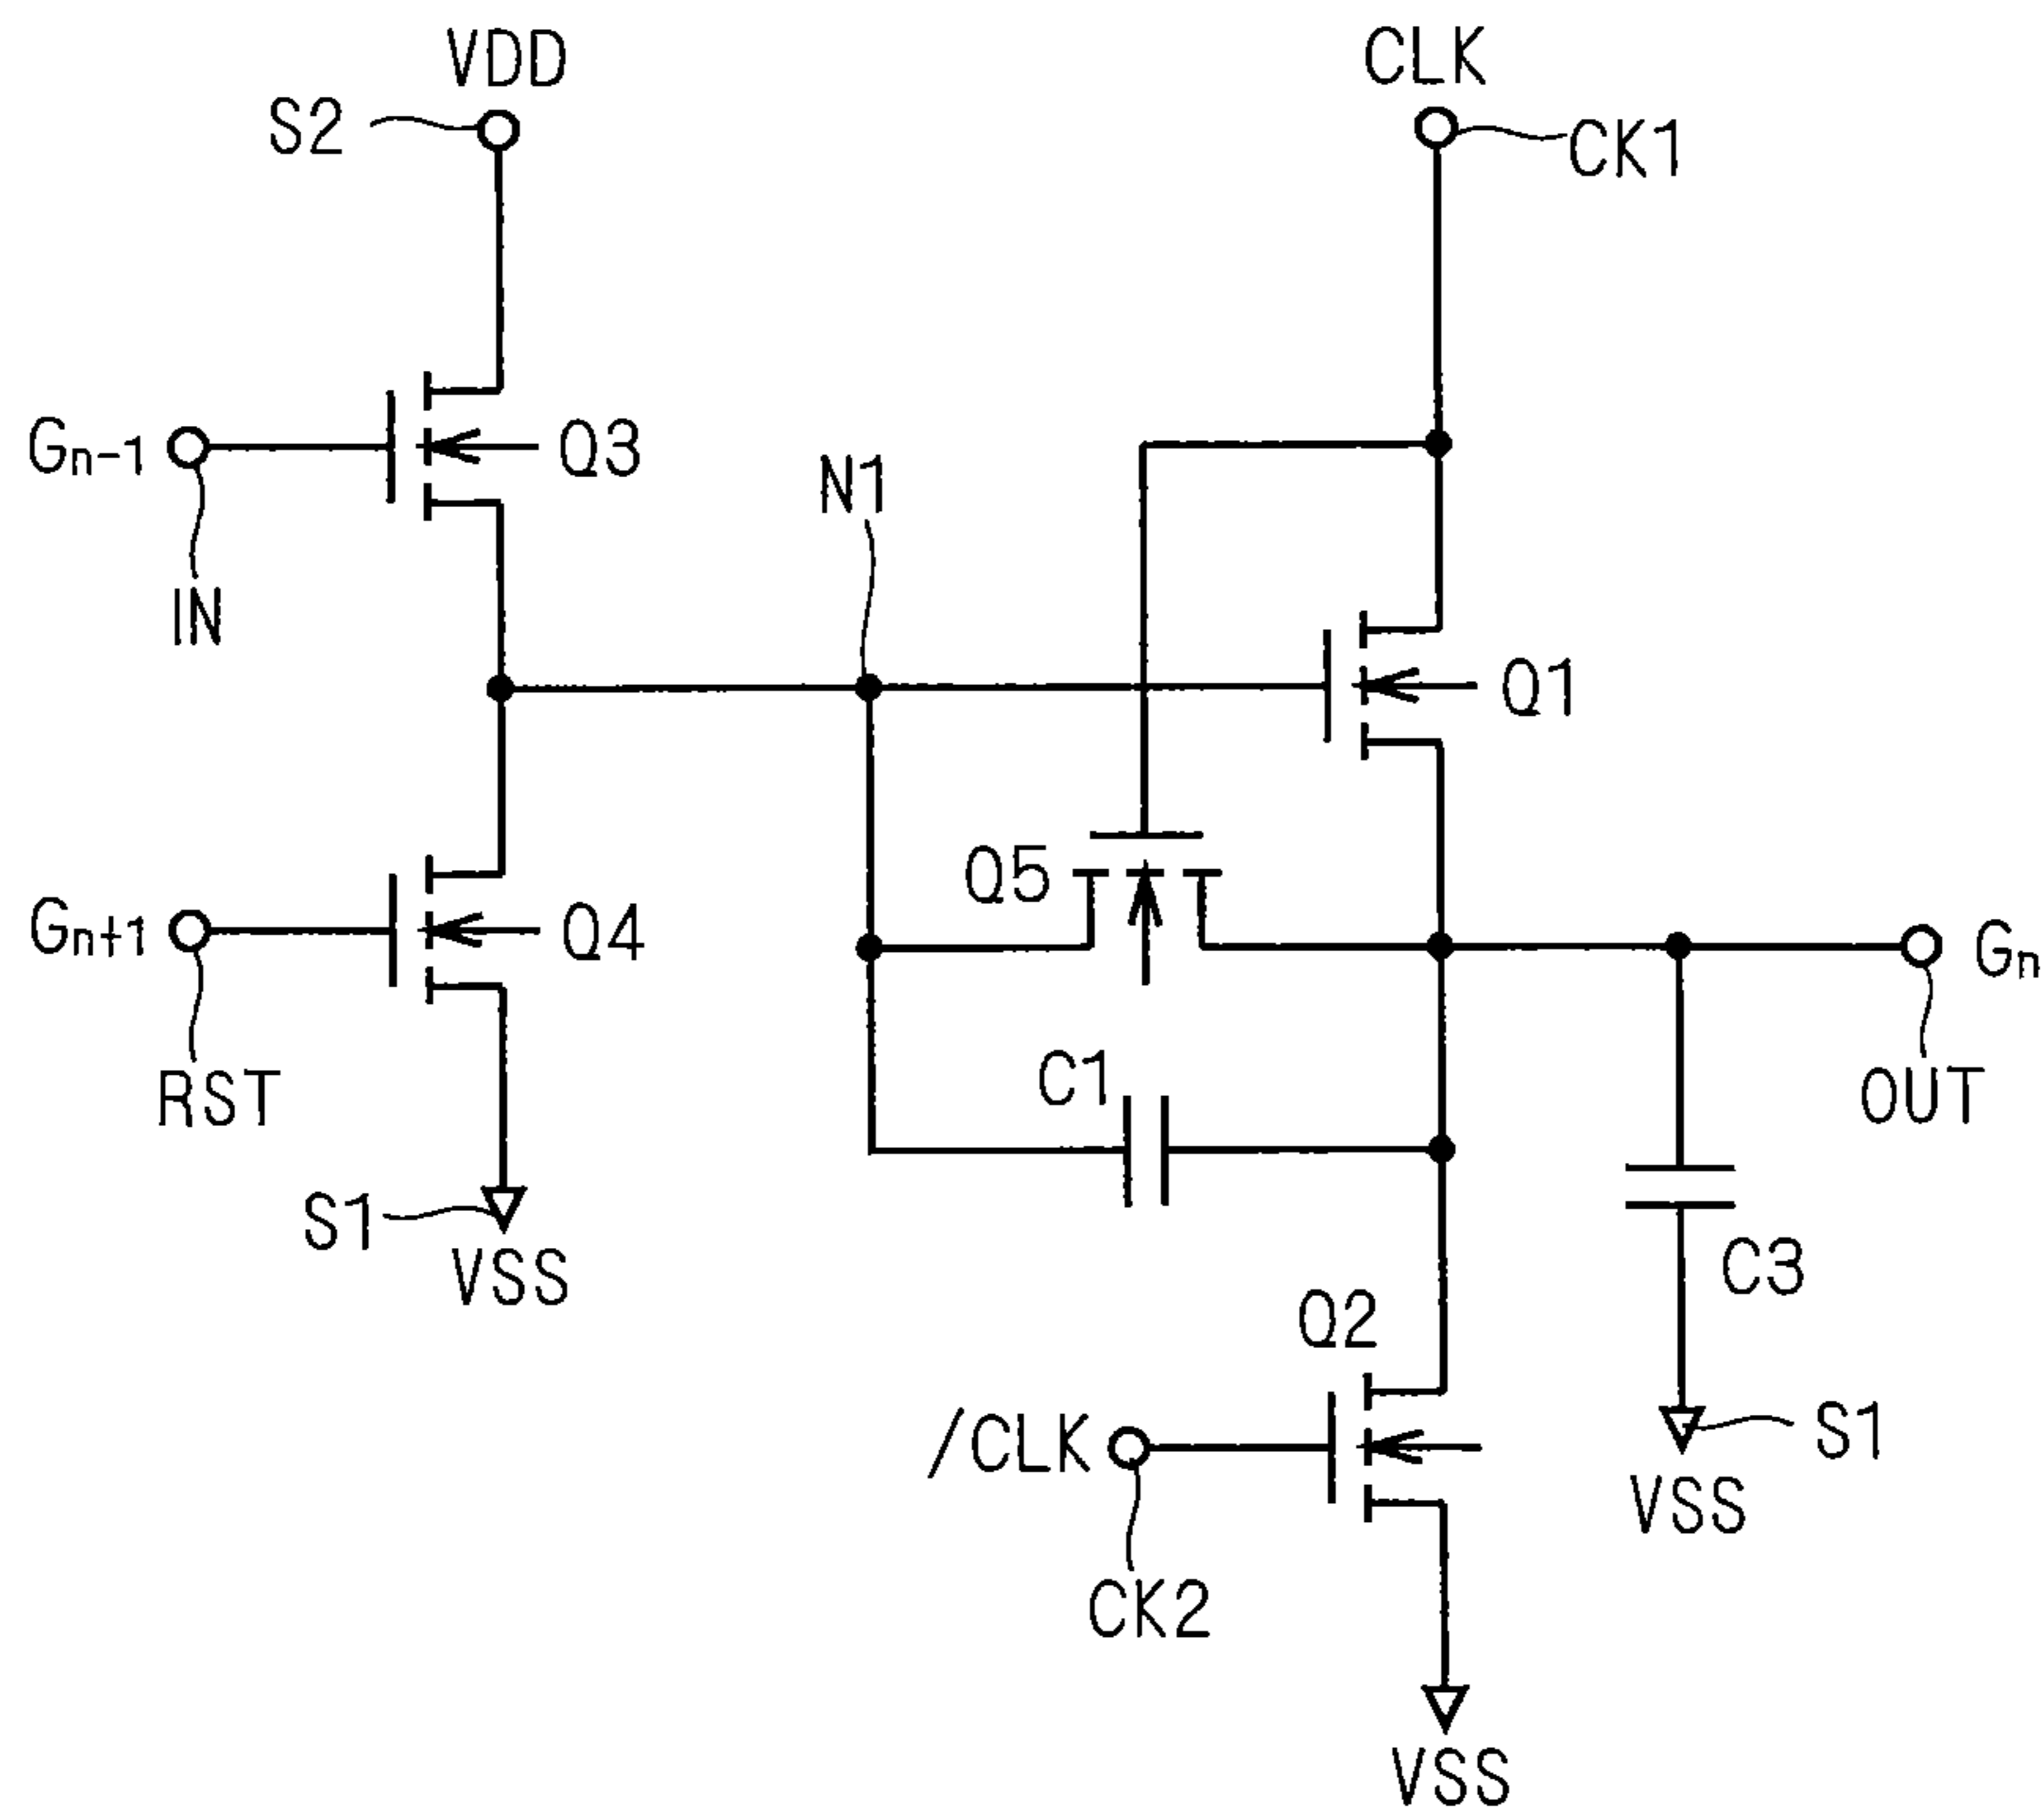 VDD
CLK
S2
CK1
Gn-1
Q3
N1
IN
Q1
Q5
Gn+1
Q4
Gn
C1
RST
OUT
S1
VSS
C3
Q2
/CLK
S1
VSS
CK2
VSS